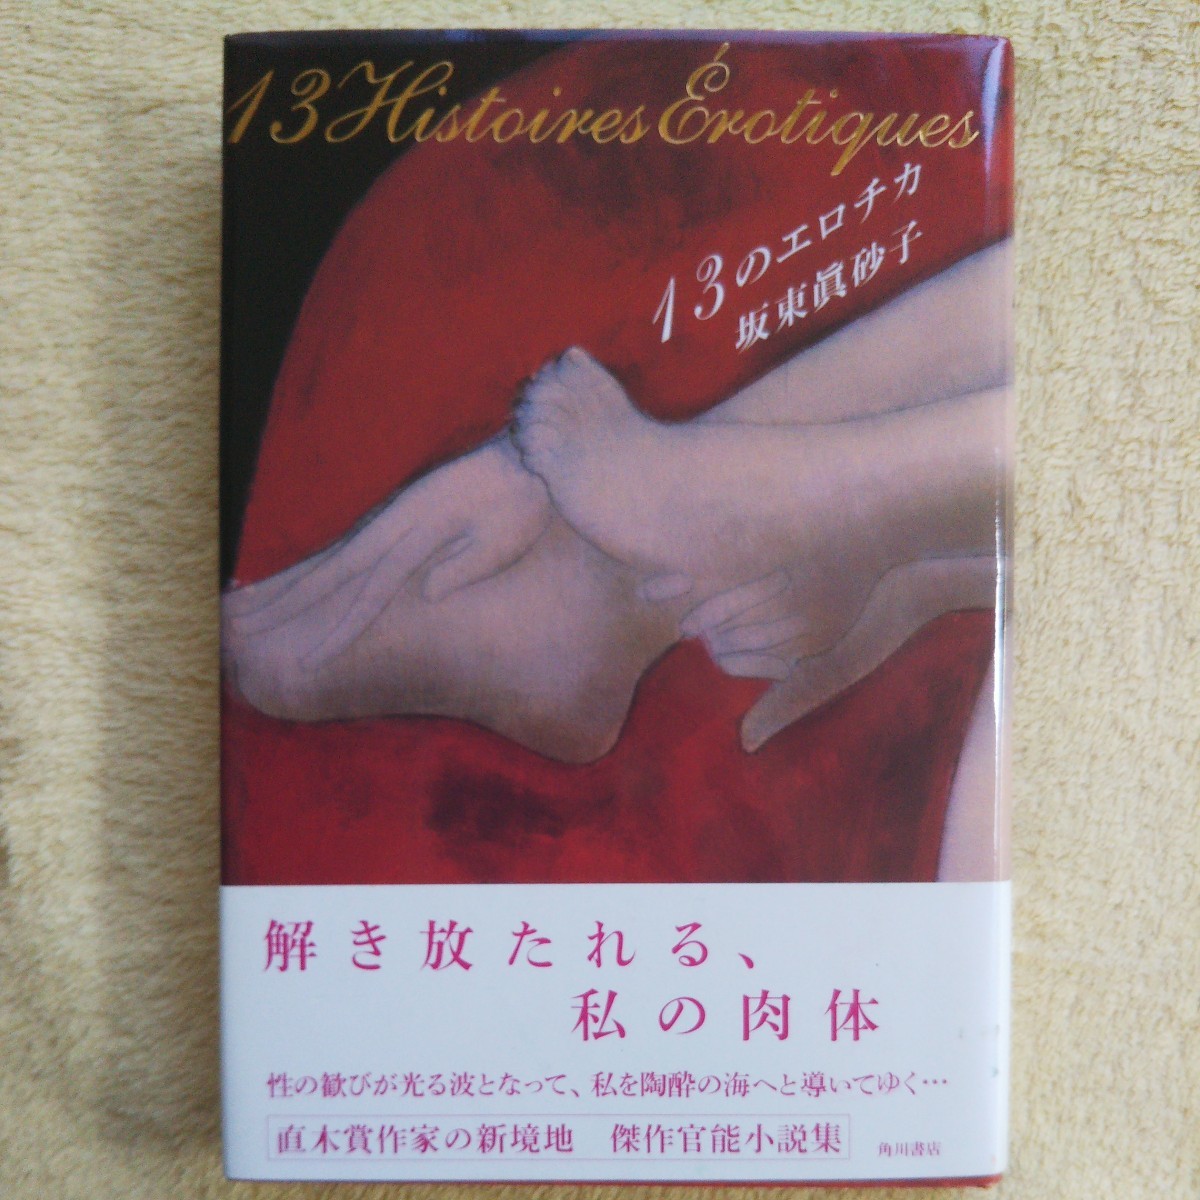 13 Histoires Érotiques
13のエロチカ
坂東眞砂子
解き放たれる、
私の肉体
性の歓びが光る波となって、私を陶酔の海へと導いてゆく…
直木賞作家の新境地　傑作官能小説集
角川書店